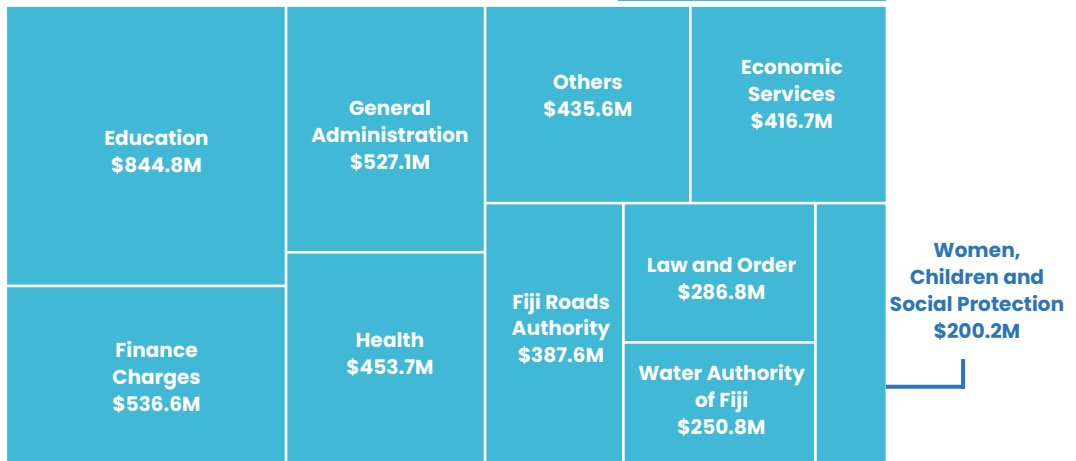 Education
$844.8M
Finance
Charges
$536.6M
General
Administration
$527.1M
Health
$453.7M
Others
$435.6M
Economic
Services
$416.7M
Fiji Roads
Authority
$387.6M
Law and Order
$286.8M
Water Authority
of Fiji
$250.8M
Women,
Children and
Social Protection
$200.2M